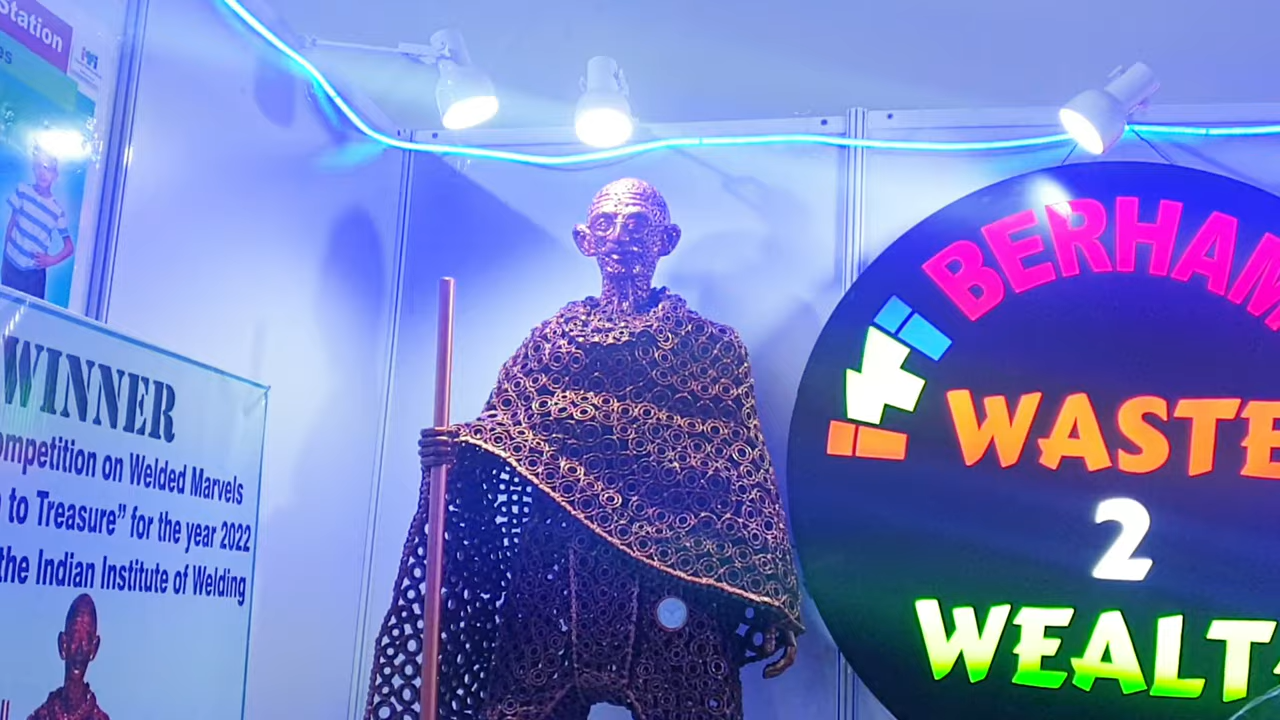 Station
es
WINNER
ompetition on Welded Marvels
to Treasure" for the year 2022
the Indian Institute of Welding
BERHAM
WASTE
2
WEALT